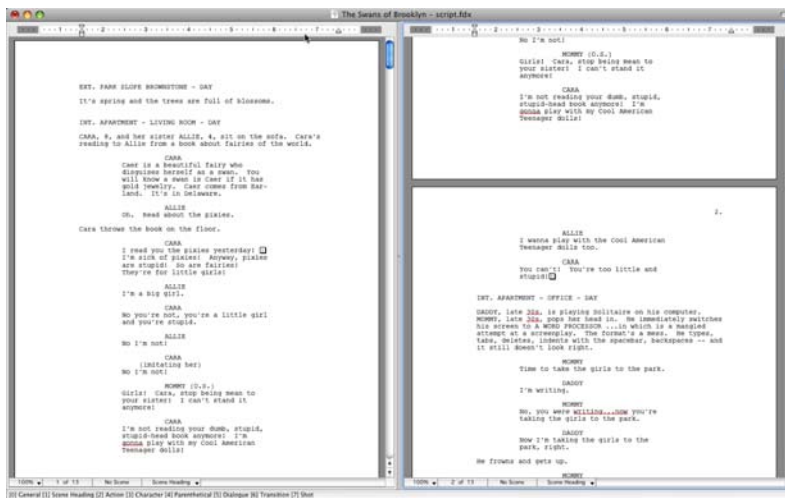 The Swans of Brooklyn - script.fdx
EXT. PARK SLOPE BROWNSTONE - DAY
It's spring and the trees are full of blossoms.
INT. APARTMENT - LIVING ROOM - DAY
CARA, 8, and her sister ALLIE, 4, sit on the sofa. Cara's
reading to Allie from a book about fairies of the world.
CARA
Caer is a beautiful fairy who
disguises herself as a swan. You
will know a swan is Caer if it has
gold jewelry. Caer comes from Ear-
land. It's in Delaware.
ALLIE
Oh. Read about the pixies.
Cara throws the book on the floor.
CARA
I read you the pixies yesterday!
I'm sick of pixies! Anyway, pixies
are stupid! So are fairies!
They're for little girls!
ALLIE
I'm a big girl.
CARA
No you're not, you're a little girl
and you're stupid.
ALLIE
No I'm not!
CARA
(imitating her)
No I'm not!
MOMMY (O.S.)
Girls! Cara, stop being mean to
your sister! I can't stand it
anymore!
CARA
I'm not reading your dumb, stupid,
stupid-head book anymore! I'm
gonna play with my Cool American
Teenager dolls!
100% 1 of 13 No Scene Scene Heading
No I'm not!
MOMMY (O.S.)
Girls! Cara, stop being mean to
your sister! I can't stand it
anymore!
CARA
I'm not reading your dumb, stupid,
stupid-head book anymore! I'm
gonna play with my Cool American
Teenager dolls!
2.
ALLIE
I wanna play with the Cool American
Teenager dolls too.
CARA
You can't! You're too little and
stupid!
INT. APARTMENT - OFFICE - DAY
DADDY, late 30s, is playing Solitaire on his computer.
MOMMY, late 30s, pops her head in. He immediately switches
his screen to A WORD PROCESSOR ...in which is a mangled
attempt at a screenplay. The format's a mess. He types,
tabs, deletes, indents with the spacebar, backspaces -- and
it still doesn't look right.
MOMMY
Time to take the girls to the park.
DADDY
I'm writing.
MOMMY
No, you were writing...now you're
taking the girls to the park.
DADDY
Now I'm taking the girls to the
park, right.
He frowns and gets up.
MOMMY
100% 2 of 13 No Scene Scene Heading
[0] General [1] Scene Heading [2] Action [3] Character [4] Parenthetical [5] Dialogue [6] Transition [7] Shot